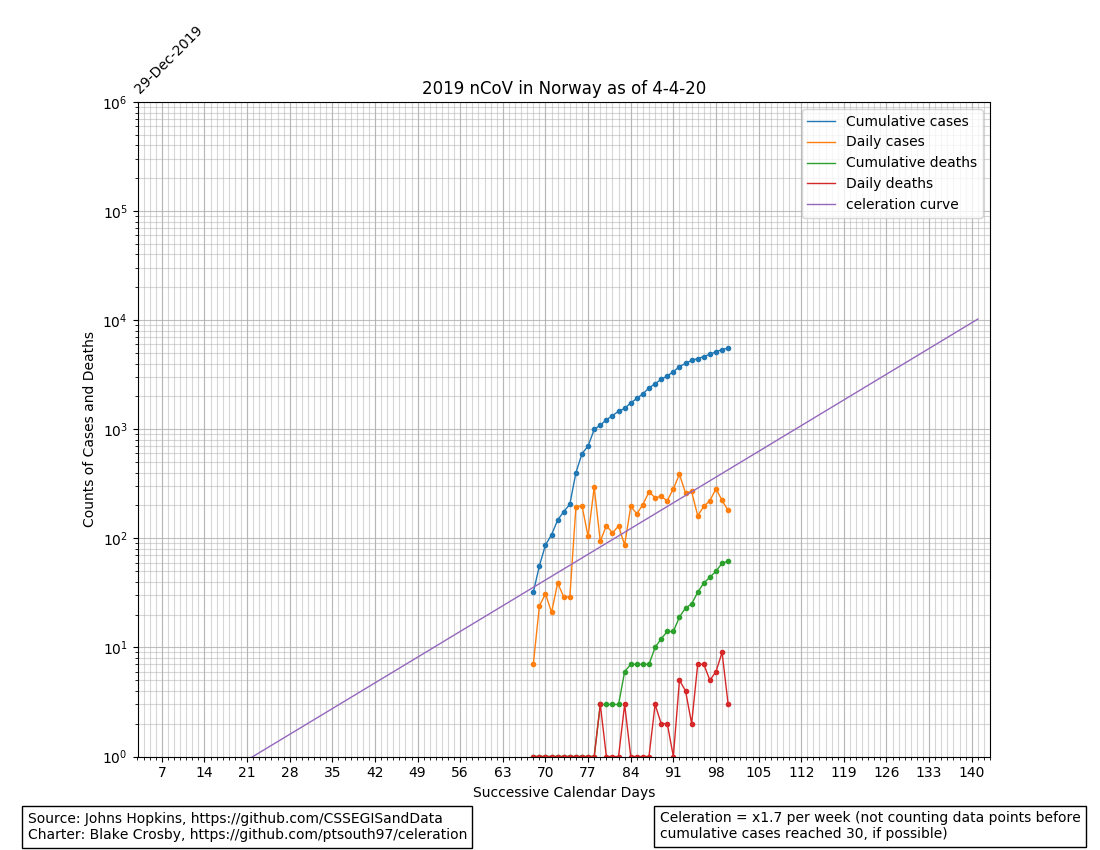 29-Dec-2019
2019 nCoV in Norway as of 4-4-20
Cumulative cases
Daily cases
Cumulative deaths
Daily deaths
celeration curve
Counts of Cases and Deaths
10^6
10^5
10^4
10^3
10^2
10^1
10^0
7 14 21 28 35 42 49 56 63 70 77 84 91 98 105 112 119 126 133 140
Successive Calendar Days
Source: Johns Hopkins, https://github.com/CSSEGISandData
Charter: Blake Crosby, https://github.com/ptsouth97/celeration
Celeration = x1.7 per week (not counting data points before
cumulative cases reached 30, if possible)